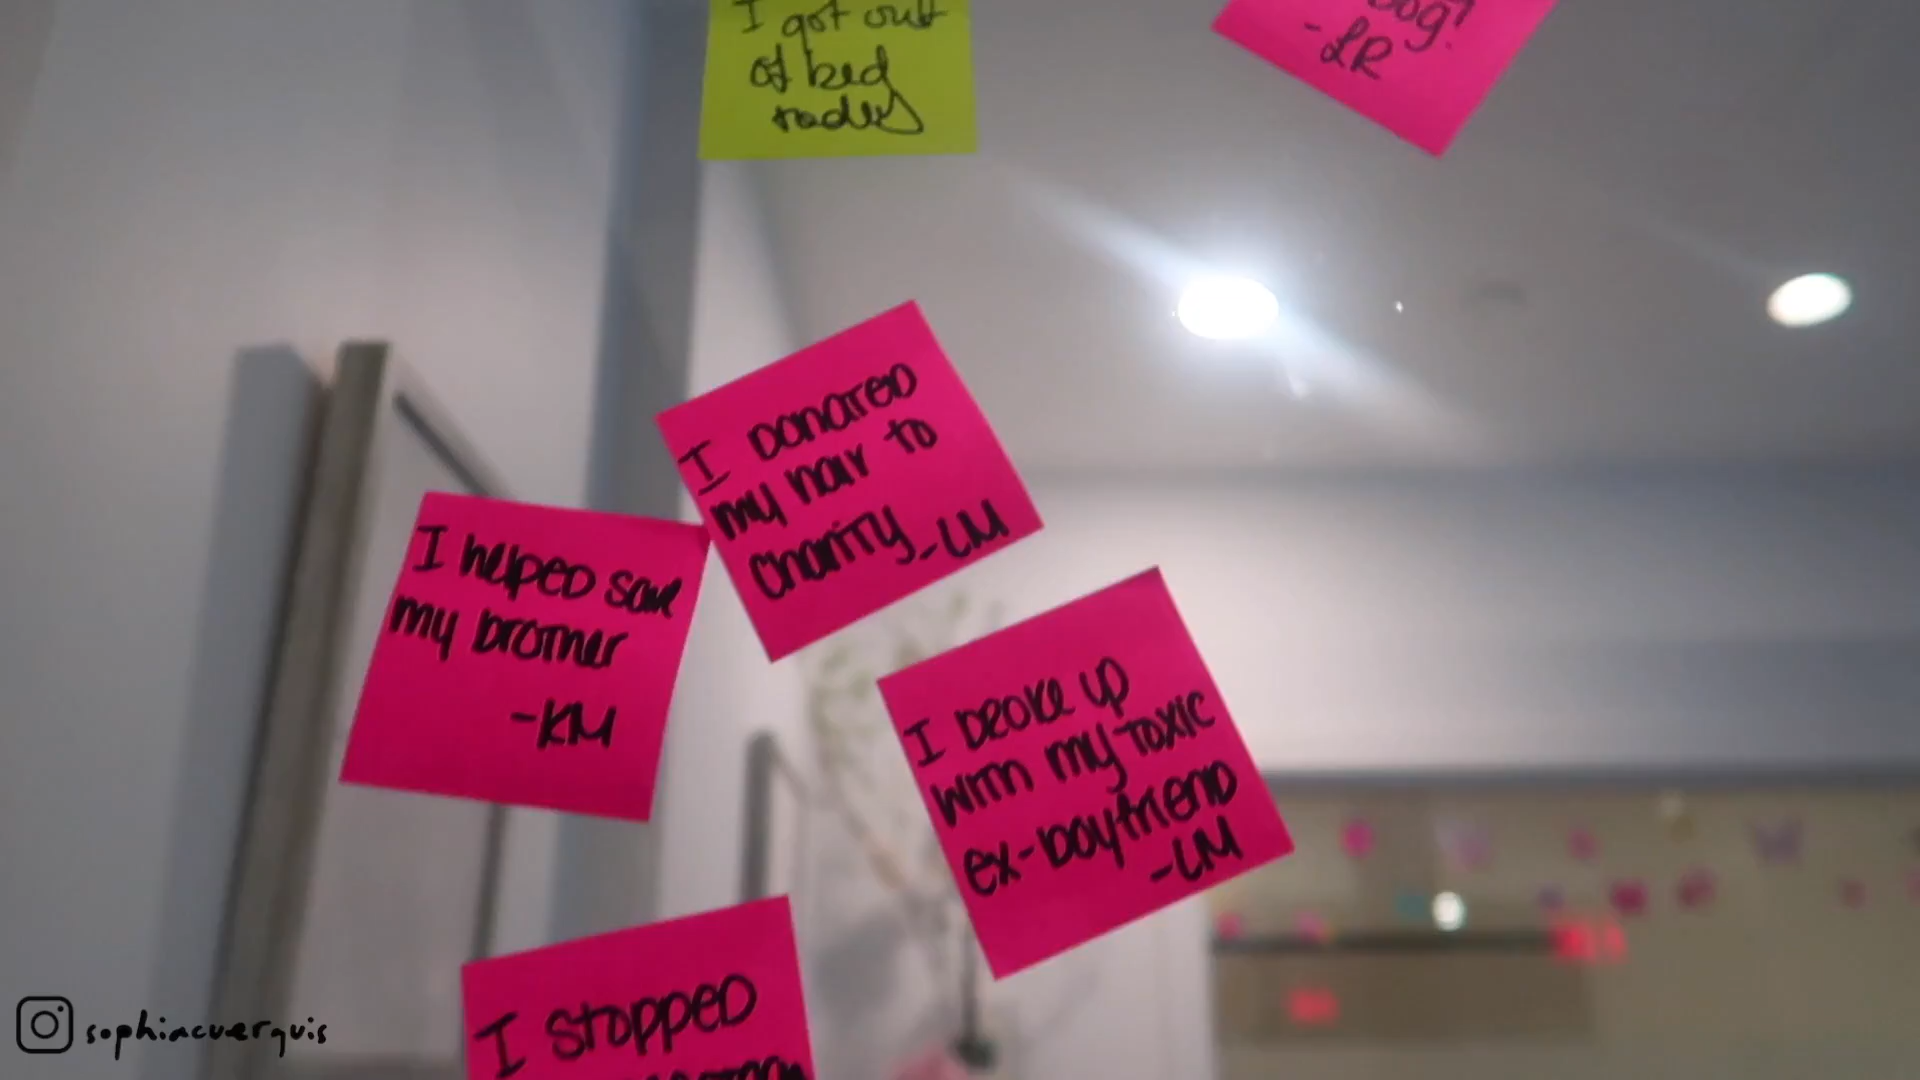 I got out
of bed
today
-LR
I DONATED
my hair to
charity -LM
I helped save
my brother
-KM
I broke up
with my toxic
ex-boyfriend
-LM
I stopped
sophiacuerquis